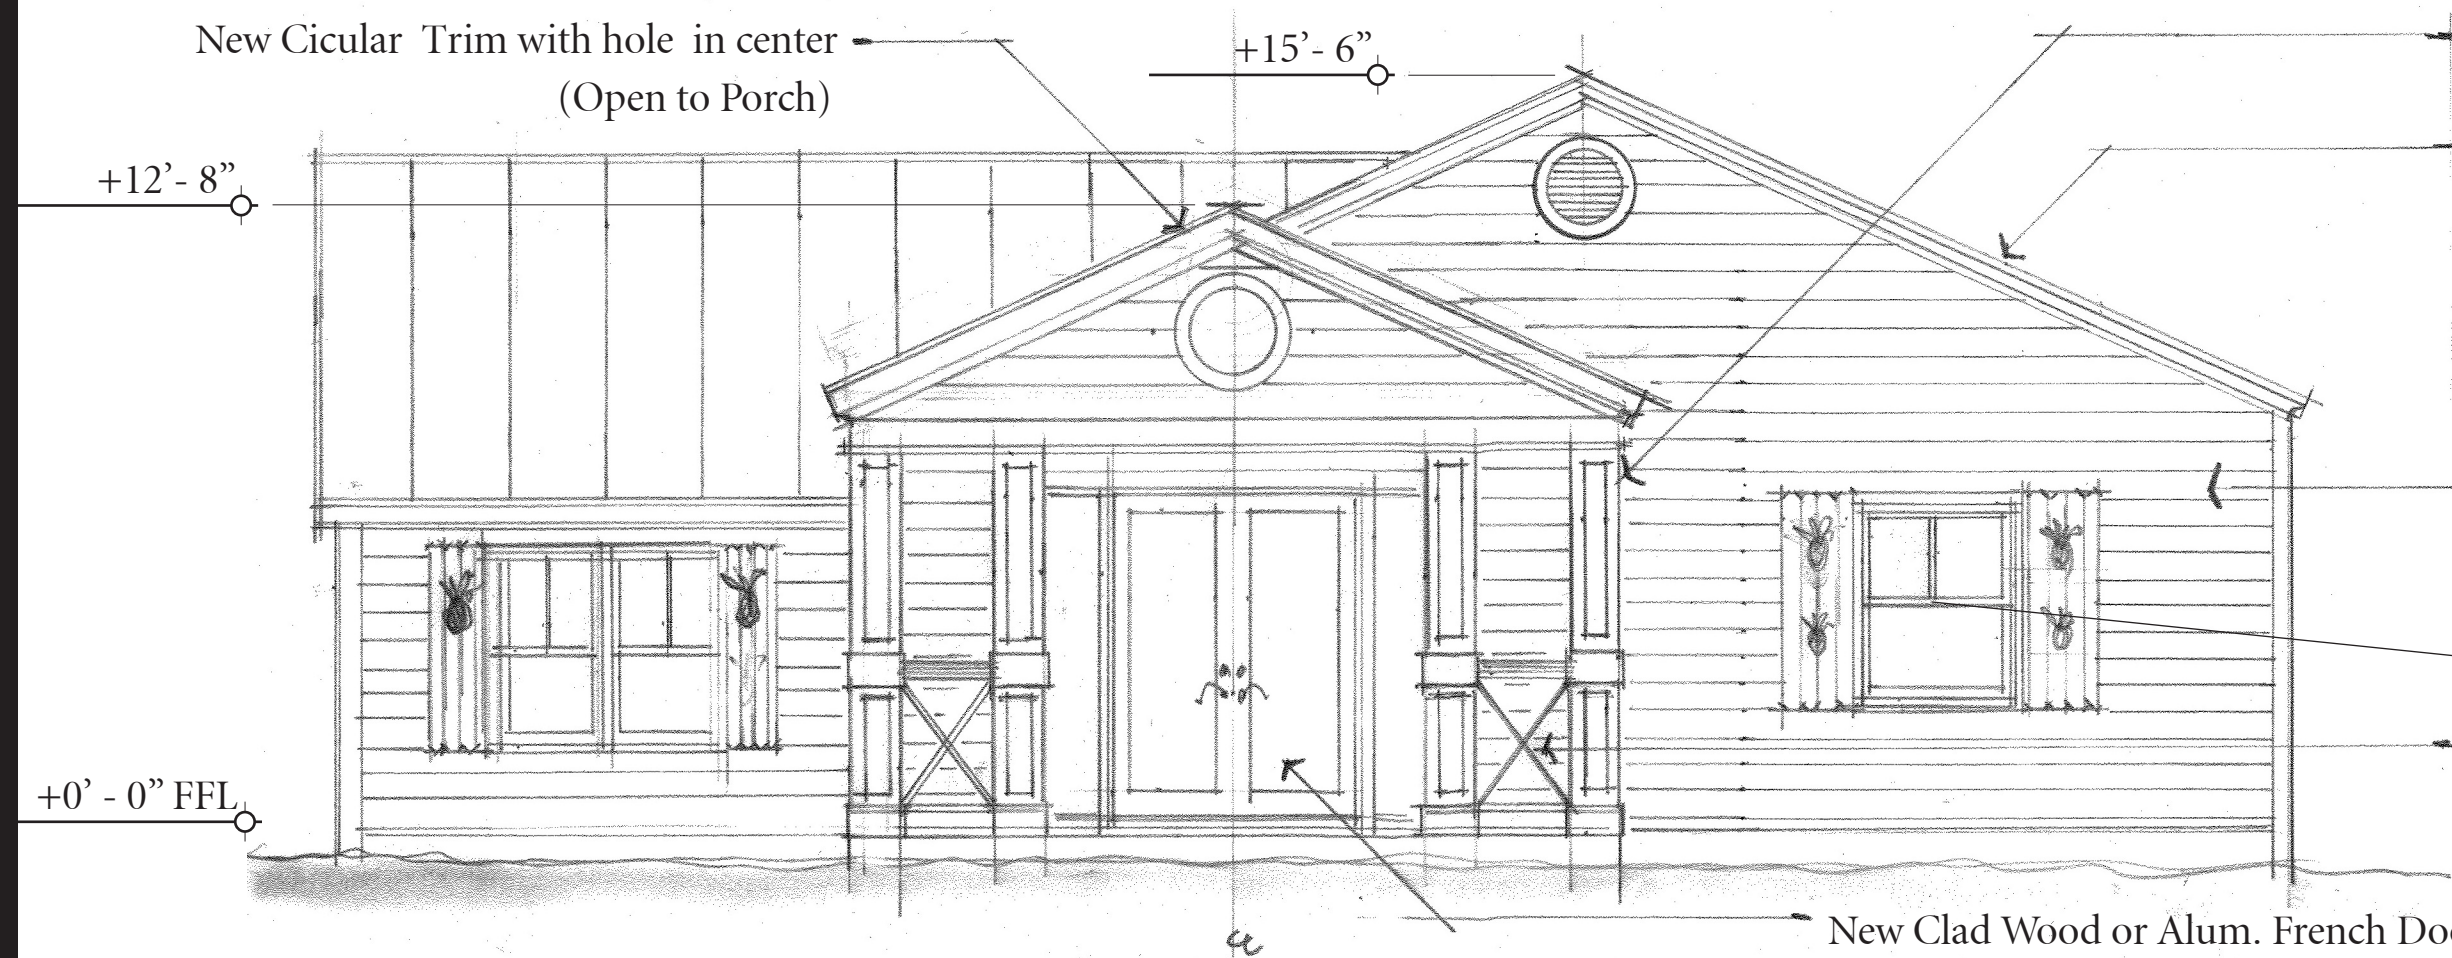 New Cicular Trim with hole in center
(Open to Porch)
+15’- 6”
+12’- 8”
+0’ - 0” FFL
New Clad Wood or Alum. French